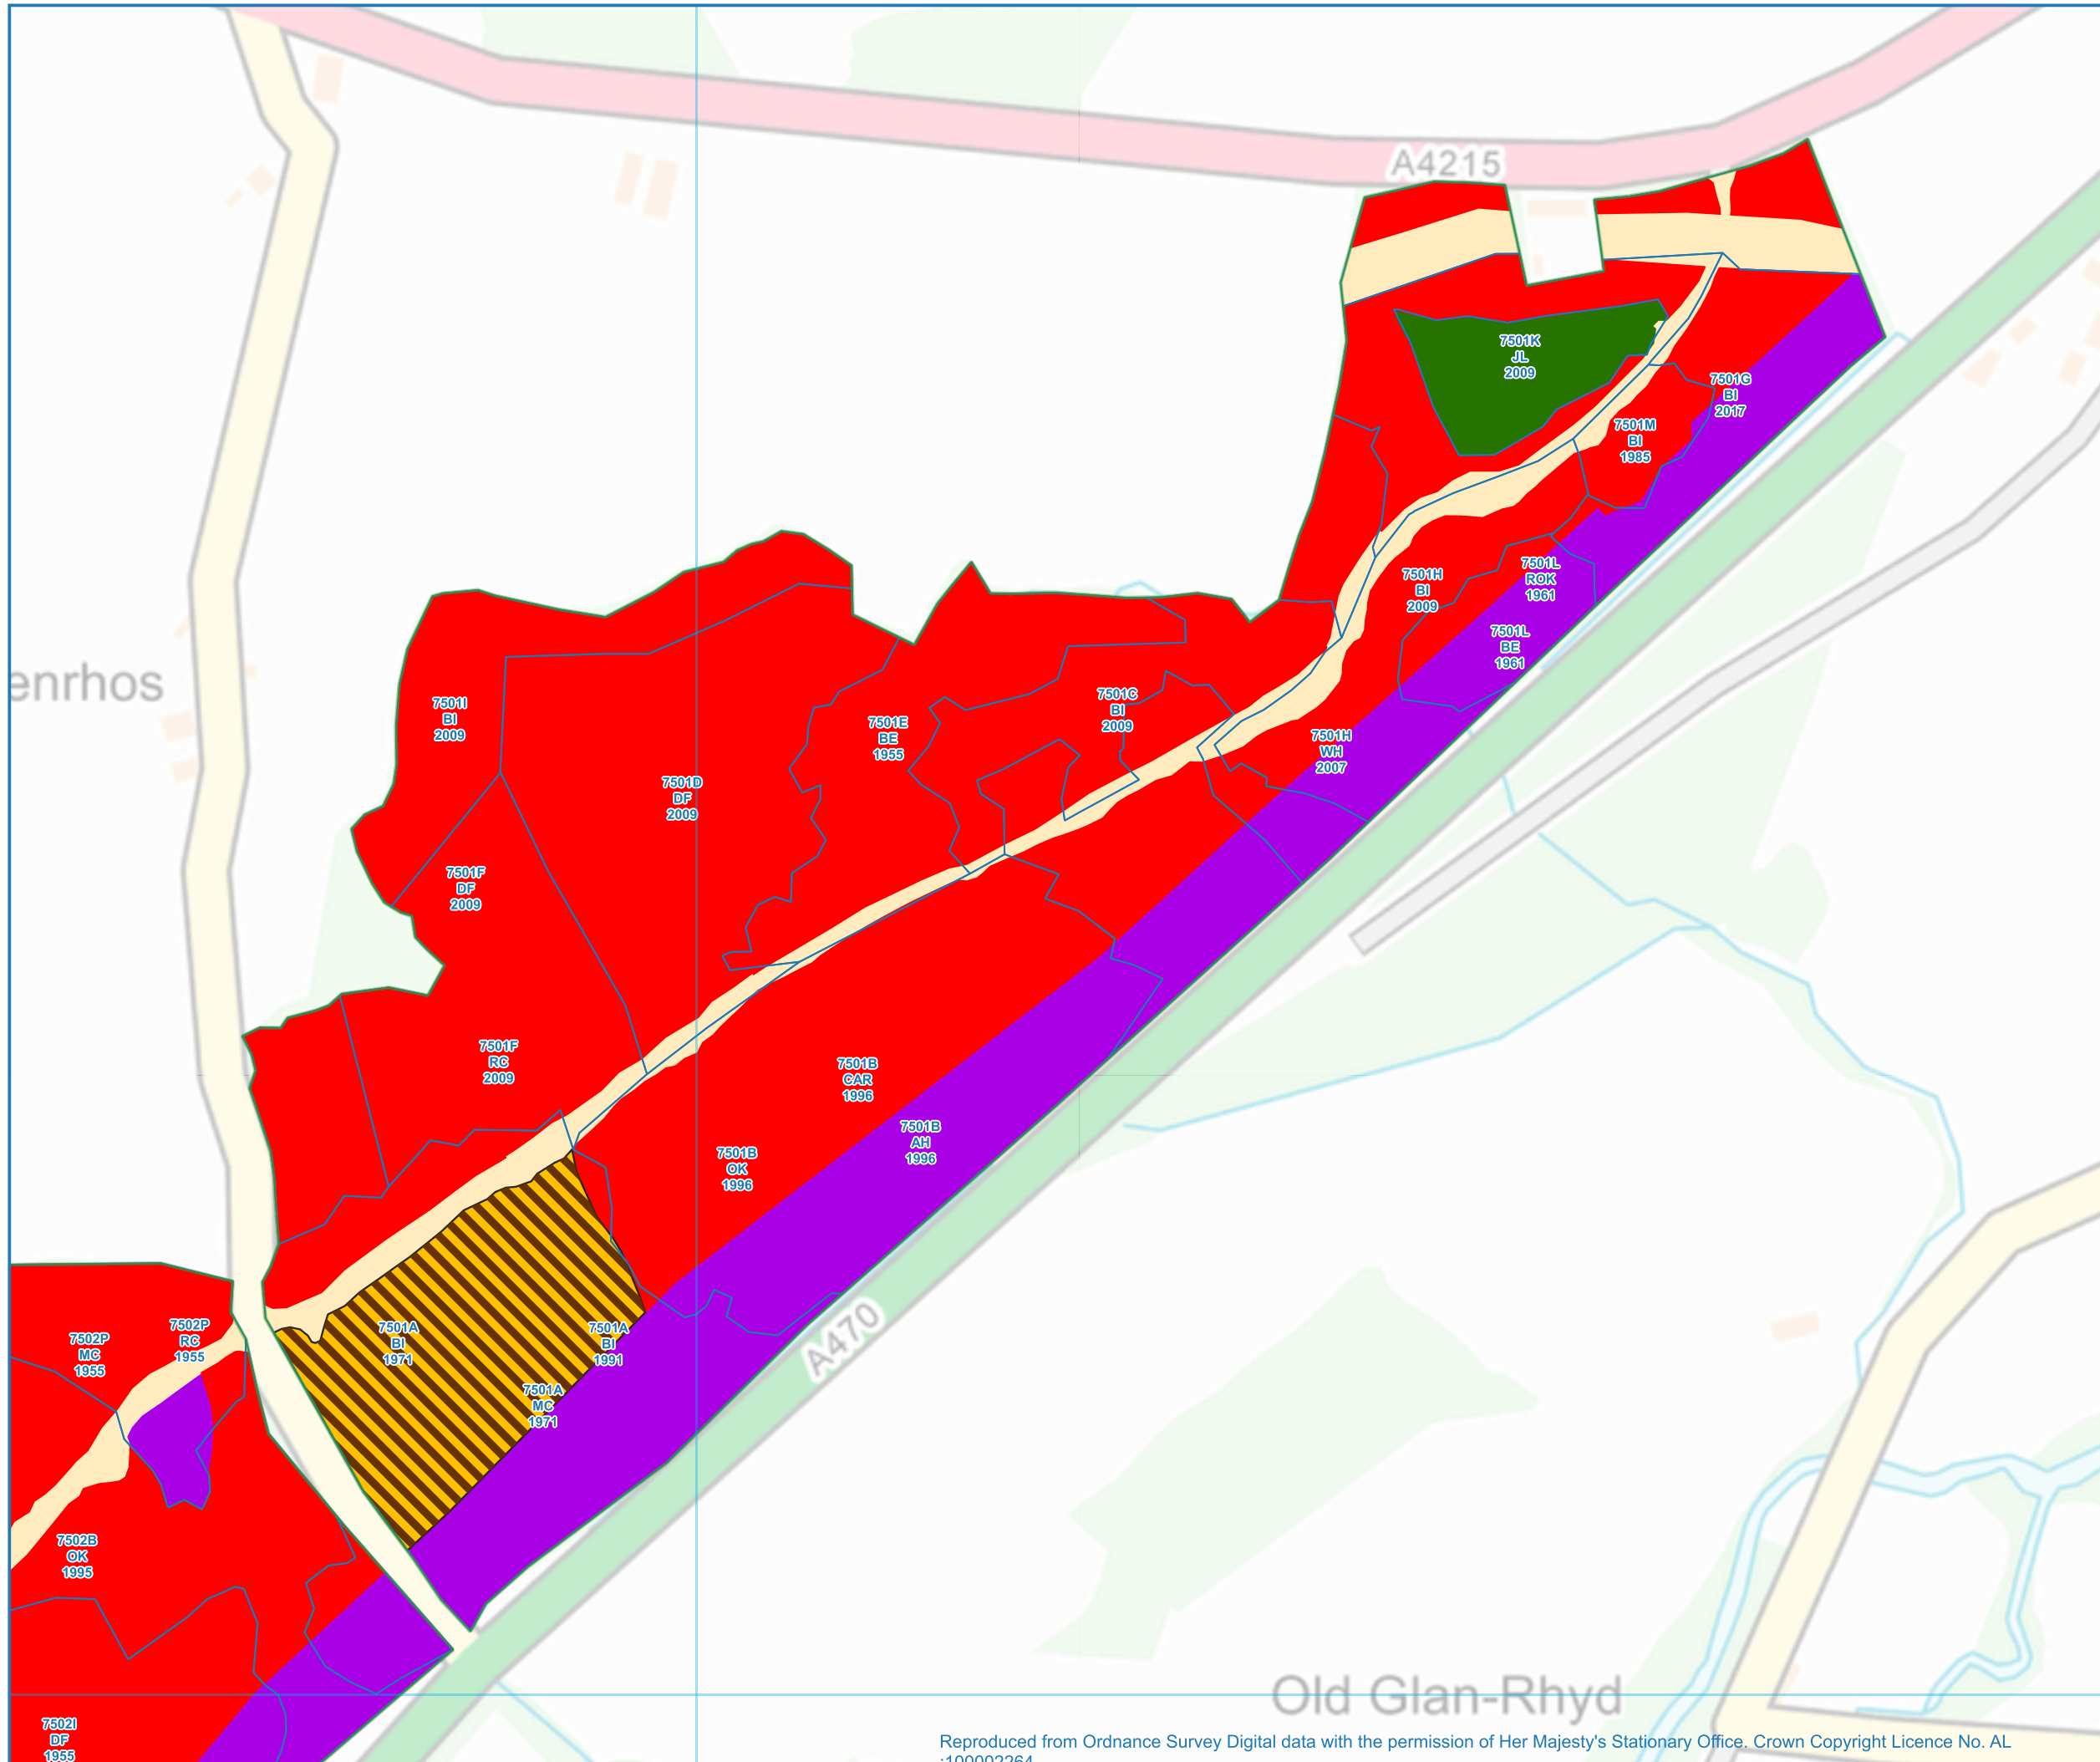 A4215
7501K
JL
2009
7501G
BI
2017
7501M
BI
1985
7501L
ROK
1961
7501H
BI
2009
7501L
BE
1961
enrhos
7501I
BI
2009
7501C
BI
2009
7501E
BE
1955
7501H
WH
2007
7501D
DF
2009
7501F
DF
2009
7501F
RC
2009
7501B
CAR
1996
7501B
AH
1996
7501B
OK
1996
7502P
MC
1955
7502P
RC
1955
7501A
BI
1971
7501A
BI
1991
A470
7501A
MC
1971
7502B
OK
1995
Old Glan-Rhyd
7502I
DF
1955
Reproduced from Ordnance Survey Digital data with the permission of Her Majesty's Stationary Office. Crown Copyright Licence No. AL
:100002264